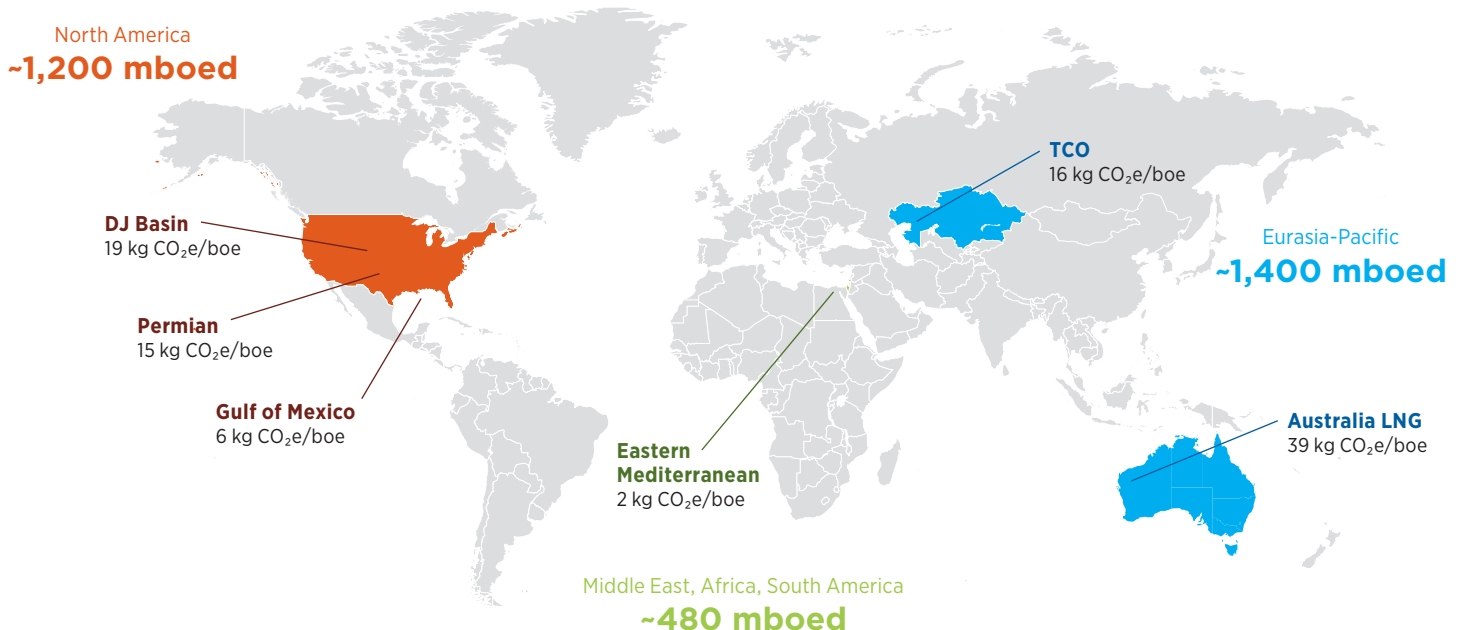 North America
~1,200 mboed
DJ Basin
19 kg CO₂e/boe
Permian
15 kg CO₂e/boe
Gulf of Mexico
6 kg CO₂e/boe
Eastern
Mediterranean
2 kg CO₂e/boe
Middle East, Africa, South America
~480 mboed
TCO
16 kg CO₂e/boe
Eurasia-Pacific
~1,400 mboed
Australia LNG
39 kg CO₂e/boe